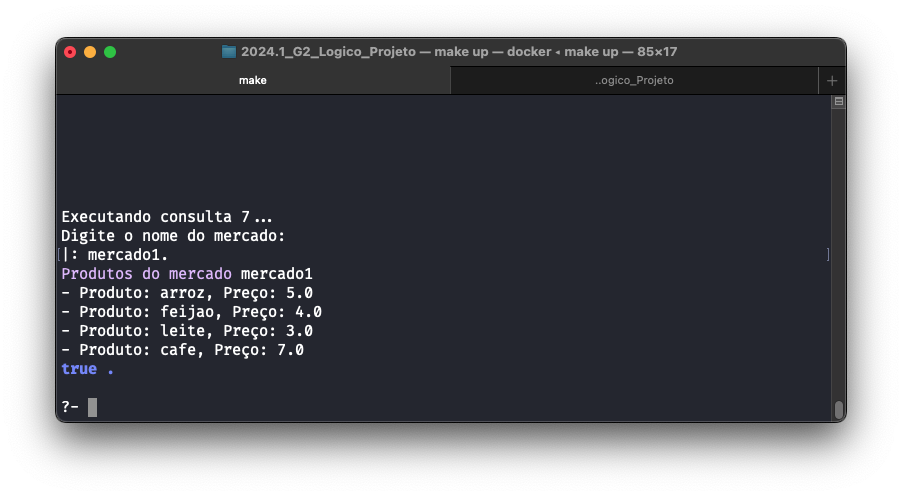 2024.1_G2_Logico_Projeto — make up — docker ◂ make up — 85×17
make
..ogico_Projeto
+
Executando consulta 7...
Digite o nome do mercado:
[|: mercado1. ]
Produtos do mercado mercado1
- Produto: arroz, Preço: 5.0
- Produto: feijao, Preço: 4.0
- Produto: leite, Preço: 3.0
- Produto: cafe, Preço: 7.0
true .
?-